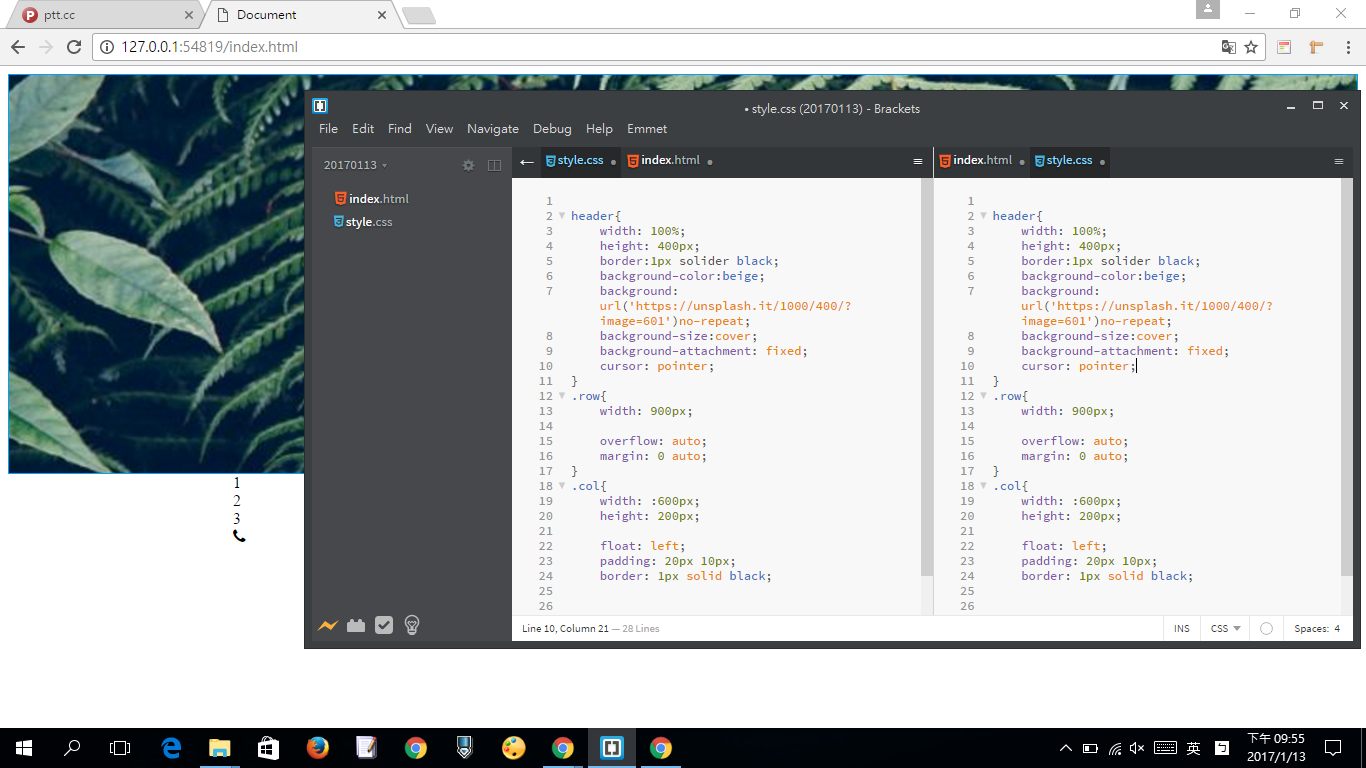 ptt.cc
Document
127.0.0.1:54819/index.html
• style.css (20170113) - Brackets
File Edit Find View Navigate Debug Help Emmet
20170113
index.html
style.css
style.css
index.html
1
2 header{
3 width: 100%;
4 height: 400px;
5 border:1px solider black;
6 background-color:beige;
7 background:
url('https://unsplash.it/1000/400/?
image=601')no-repeat;
8 background-size:cover;
9 background-attachment: fixed;
10 cursor: pointer;
11 }
12 .row{
13 width: 900px;
14
15 overflow: auto;
16 margin: 0 auto;
17 }
18 .col{
19 width: :600px;
20 height: 200px;
21
22 float: left;
23 padding: 20px 10px;
24 border: 1px solid black;
25
26
index.html
style.css
1
2 header{
3 width: 100%;
4 height: 400px;
5 border:1px solider black;
6 background-color:beige;
7 background:
url('https://unsplash.it/1000/400/?
image=601')no-repeat;
8 background-size:cover;
9 background-attachment: fixed;
10 cursor: pointer;
11 }
12 .row{
13 width: 900px;
14
15 overflow: auto;
16 margin: 0 auto;
17 }
18 .col{
19 width: :600px;
20 height: 200px;
21
22 float: left;
23 padding: 20px 10px;
24 border: 1px solid black;
25
26
1
2
3
Line 10, Column 21 — 28 Lines
INS CSS Spaces: 4
英
ㄅ
下午 09:55
2017/1/13